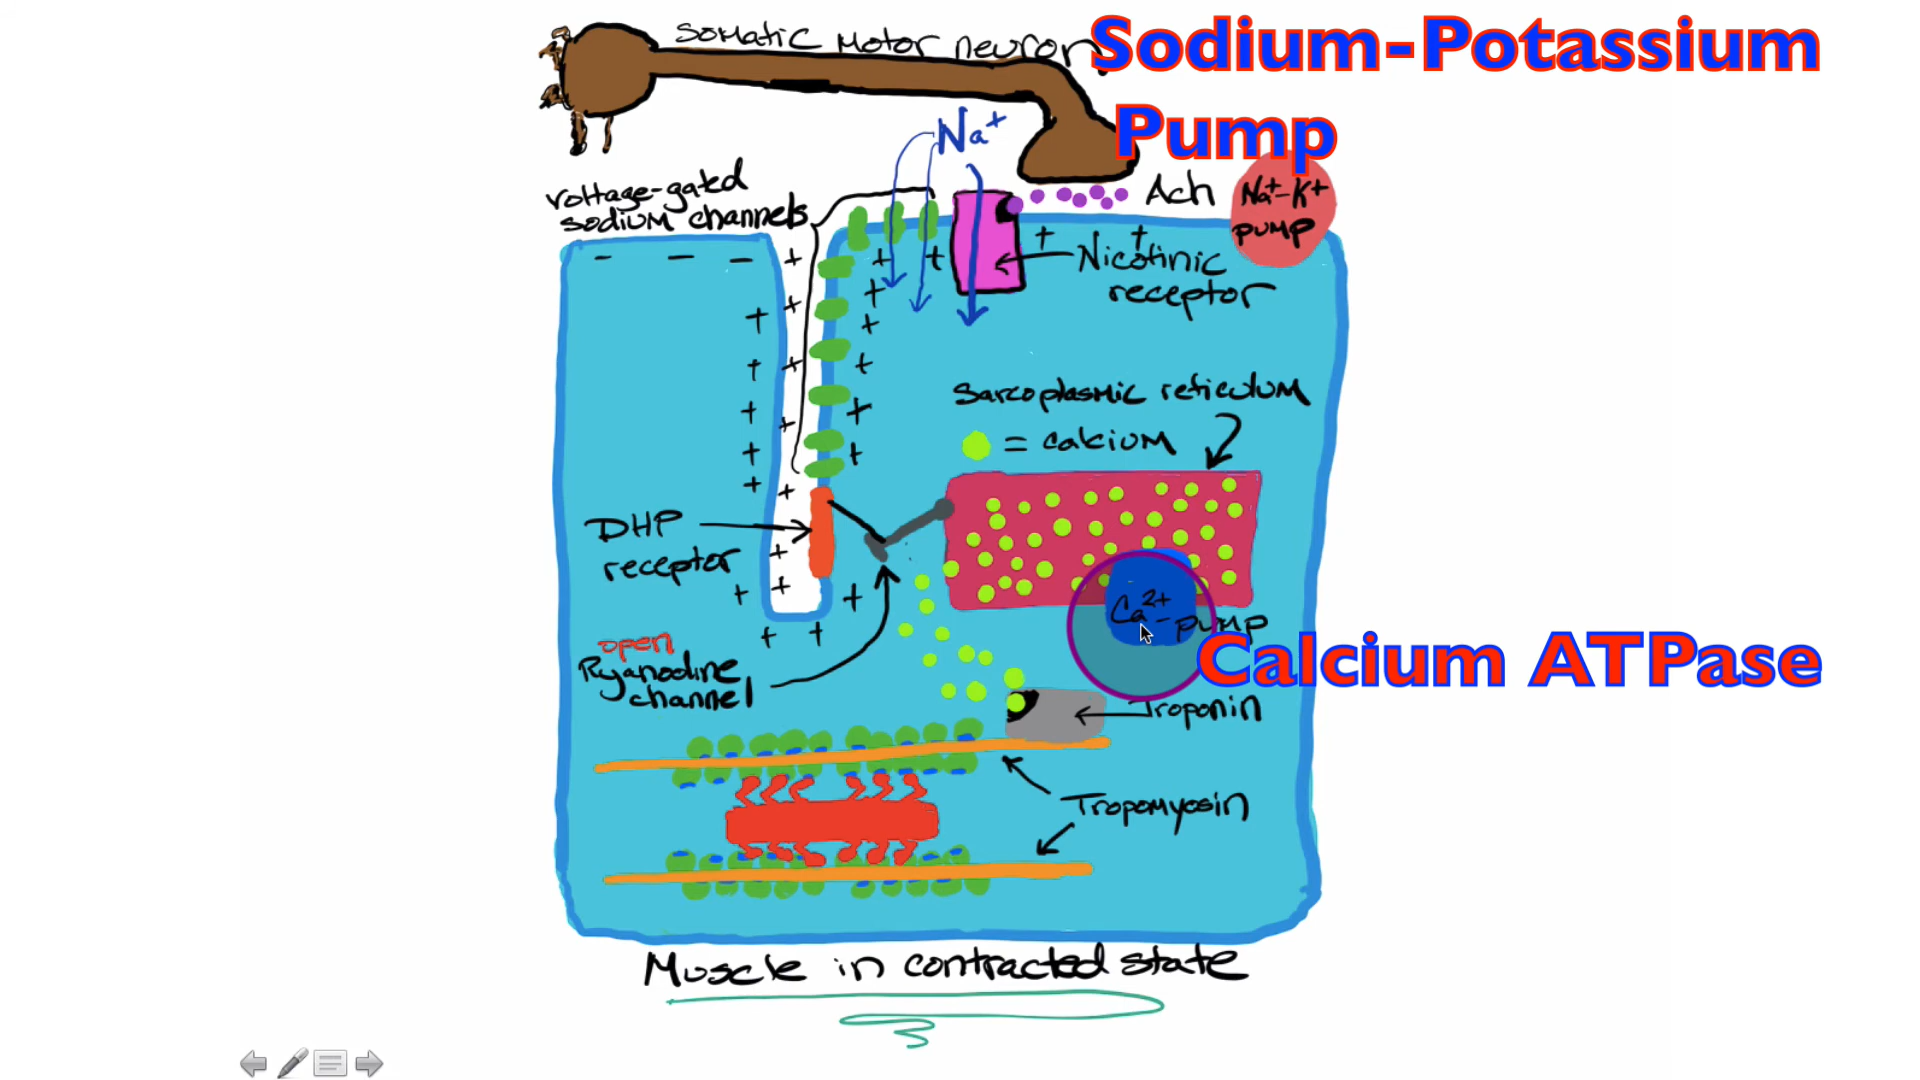 Somatic motor neuron
Sodium-Potassium
Pump
Na+
voltage-gated
sodium channels
Ach
Na+-K+
pump
Nicotinic
receptor
Sarcoplasmic reticulum
= calcium
DHP
receptor
Ca2+-pump
Calcium ATPase
open
Ryanodine
channel
Troponin
Tropomyosin
Muscle in contracted state